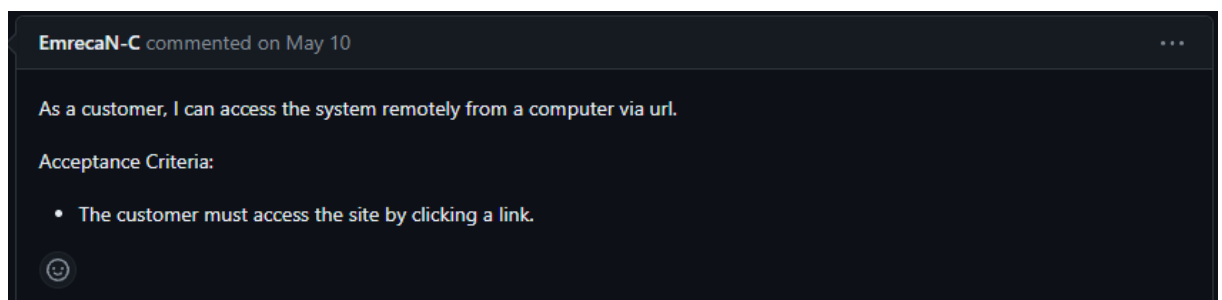 EmrecaN-C commented on May 10
As a customer, I can access the system remotely from a computer via url.
Acceptance Criteria:
• The customer must access the site by clicking a link.